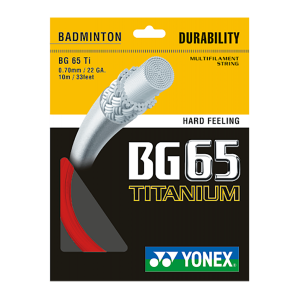 BADMINTON
DURABILITY
BG 65 Ti
0.70mm / 22 GA.
10m / 33feet
MULTIFILAMENT
STRING
HARD FEELING
BG65
TITANIUM
YONEX